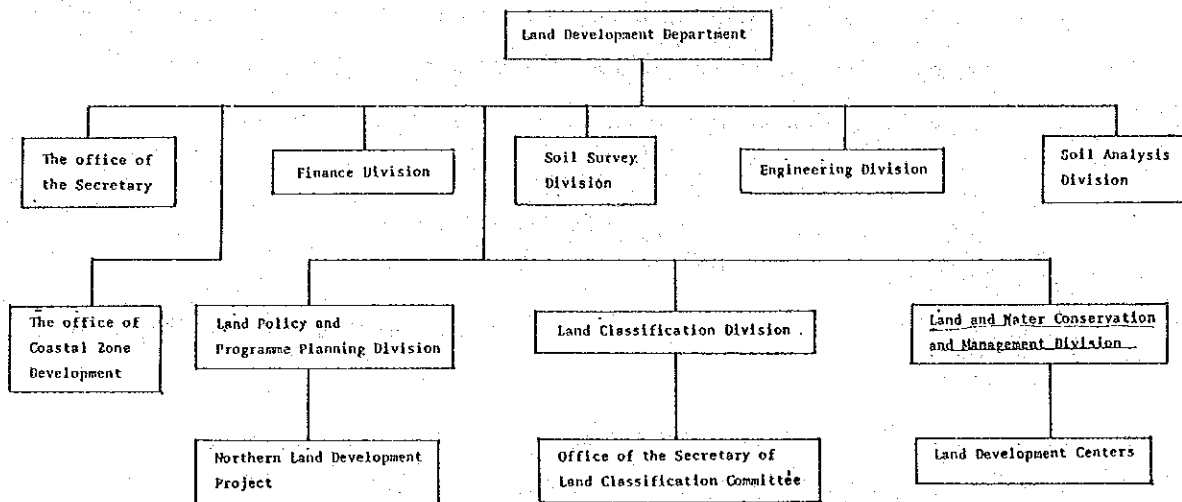 Land Development Department
The office of
the Secretary
Finance Division
Soil Survey
Division
Engineering Division
Soil Analysis
Division
The office of
Coastal Zone
Development
Land Policy and
Programme Planning Division
Land Classification Division
Land and Water Conservation
and Management Division
Northern Land Development
Project
Office of the Secretary of
Land Classification Committee
Land Development Centers